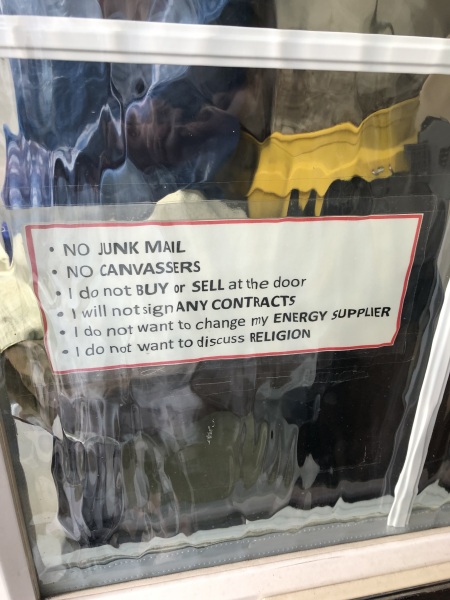 • NO JUNK MAIL
• NO CANVASSERS
• I do not BUY or SELL at the door
• I will not sign ANY CONTRACTS
• I do not want to change my ENERGY SUPPLIER
• I do not want to discuss RELIGION